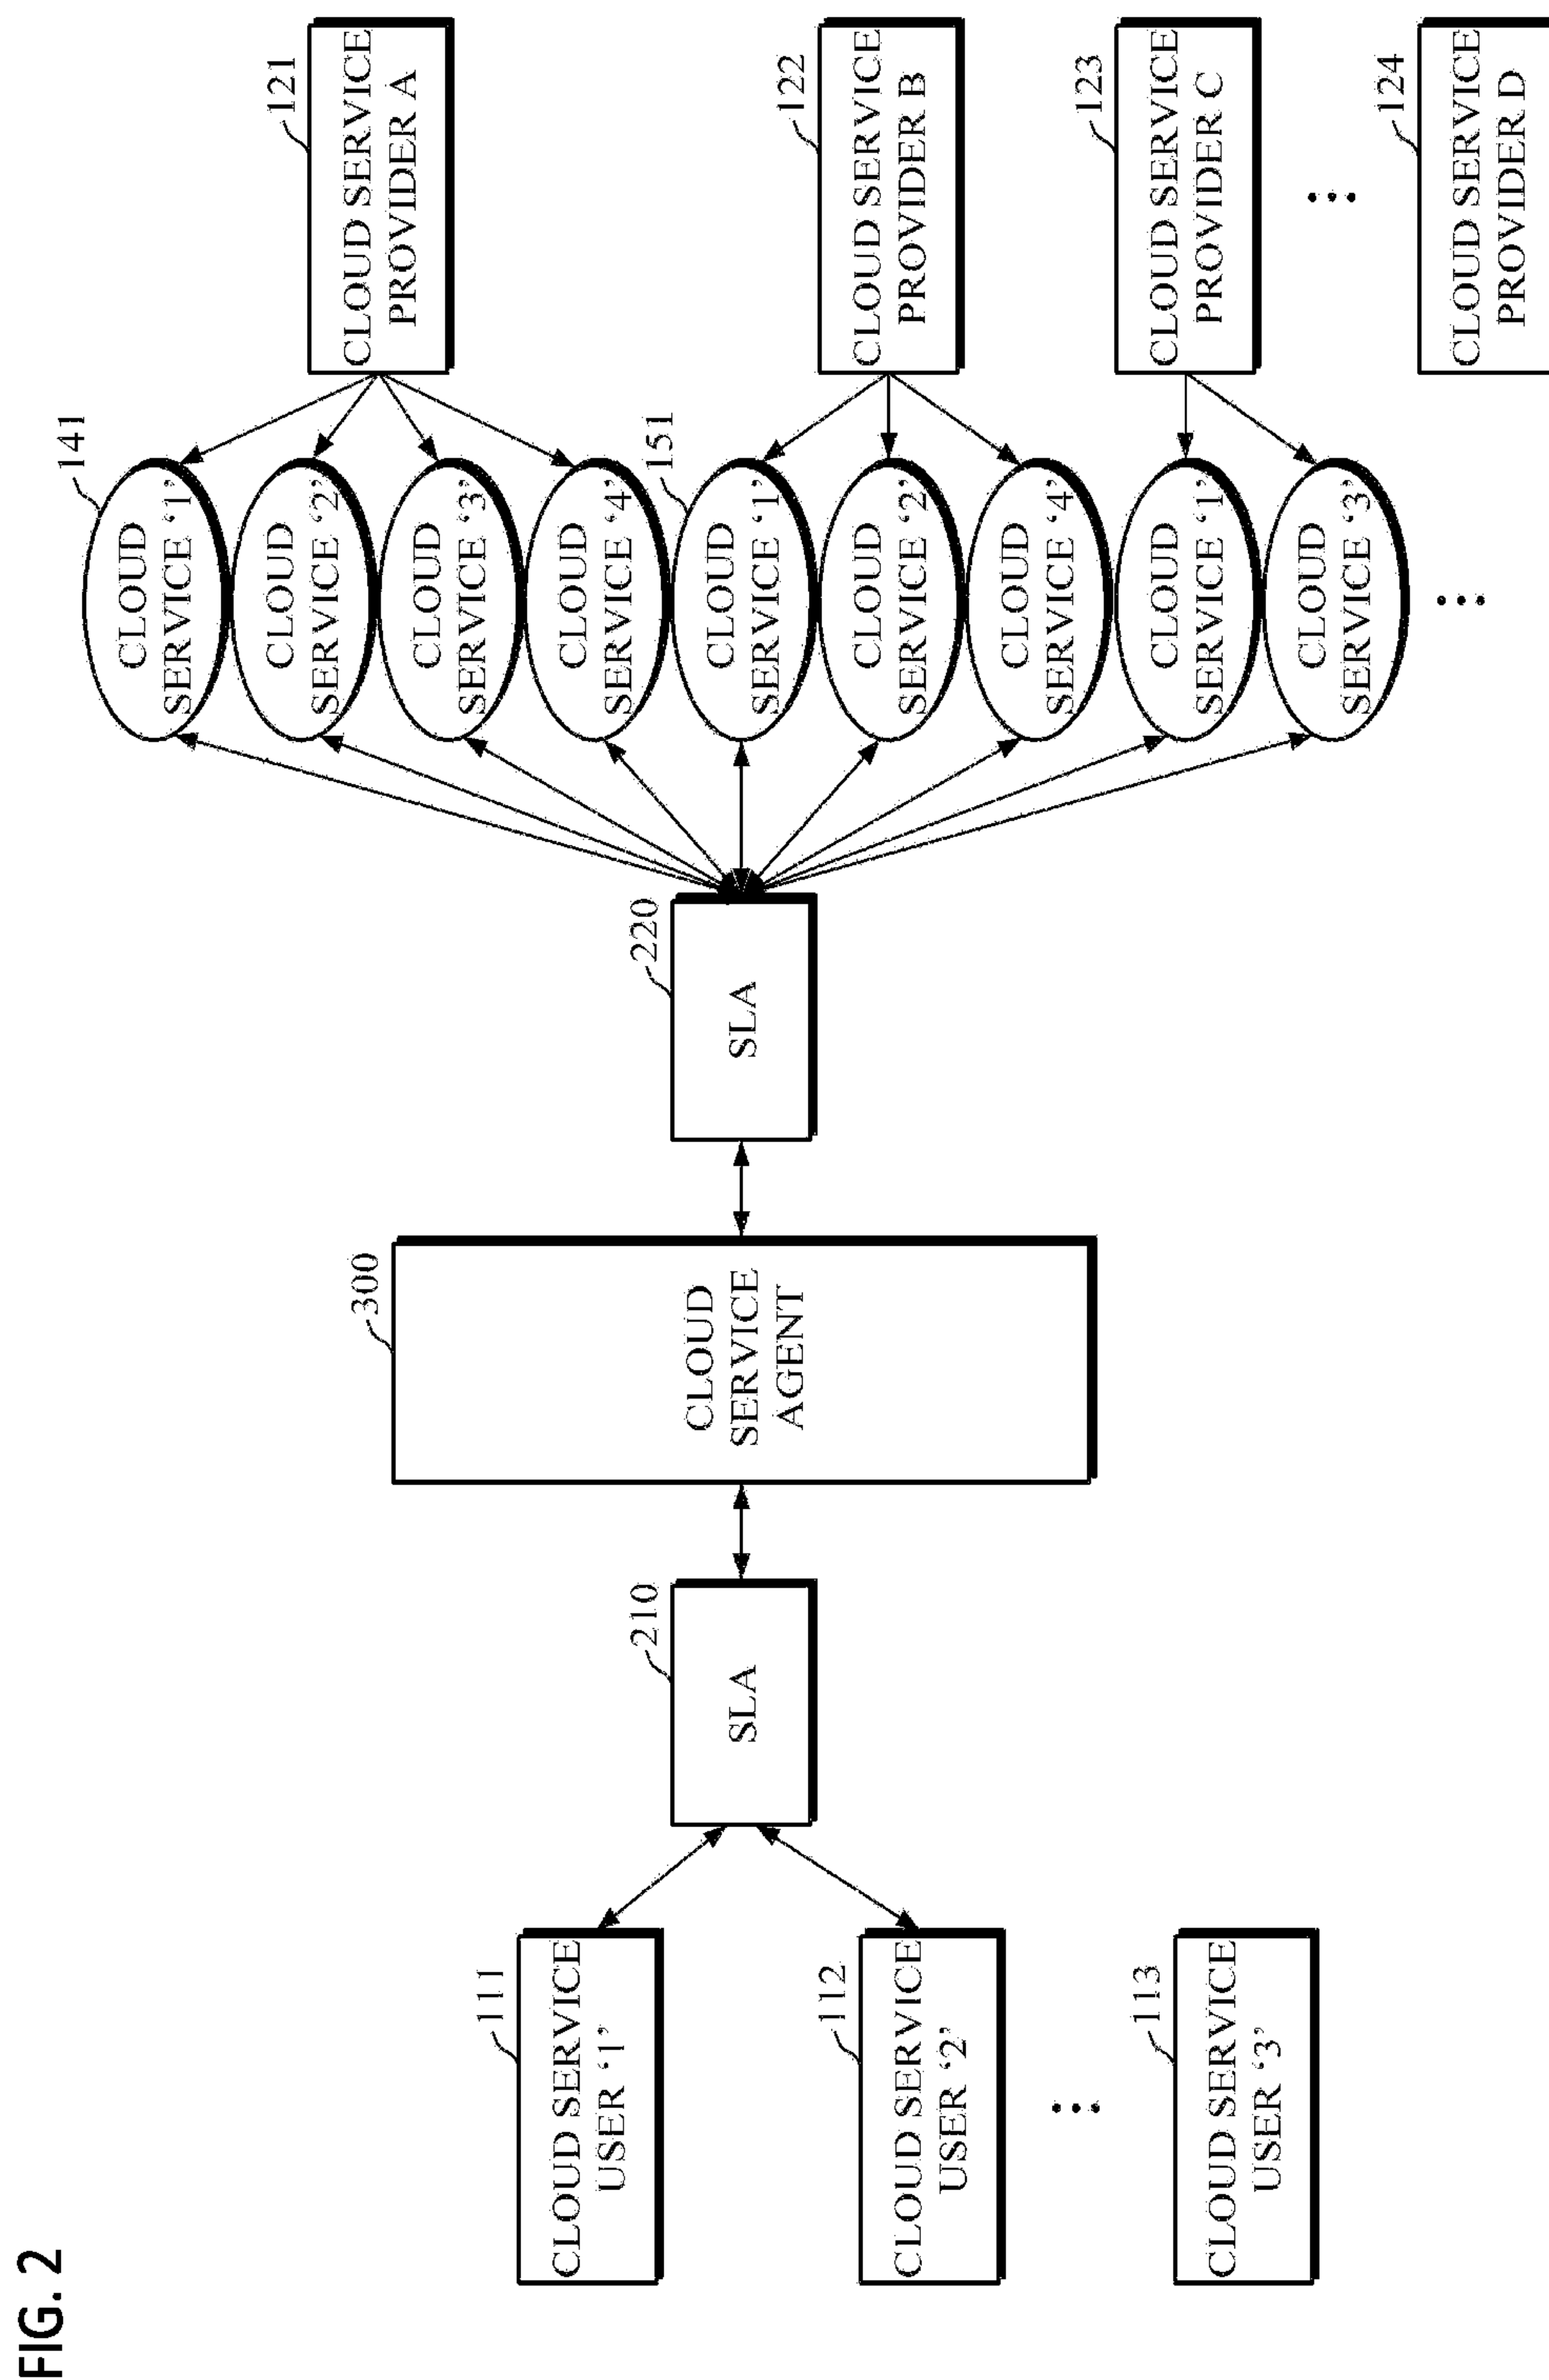 FIG. 2
111
CLOUD SERVICE
USER ‘1’
112
CLOUD SERVICE
USER ‘2’
113
CLOUD SERVICE
USER ‘3’
210
SLA
300
CLOUD
SERVICE
AGENT
220
SLA
141
CLOUD
SERVICE ‘1’
CLOUD
SERVICE ‘2’
CLOUD
SERVICE ‘3’
CLOUD
SERVICE ‘4’
151
CLOUD
SERVICE ‘1’
CLOUD
SERVICE ‘2’
CLOUD
SERVICE ‘4’
CLOUD
SERVICE ‘1’
CLOUD
SERVICE ‘3’
121
CLOUD SERVICE
PROVIDER A
122
CLOUD SERVICE
PROVIDER B
123
CLOUD SERVICE
PROVIDER C
124
CLOUD SERVICE
PROVIDER D